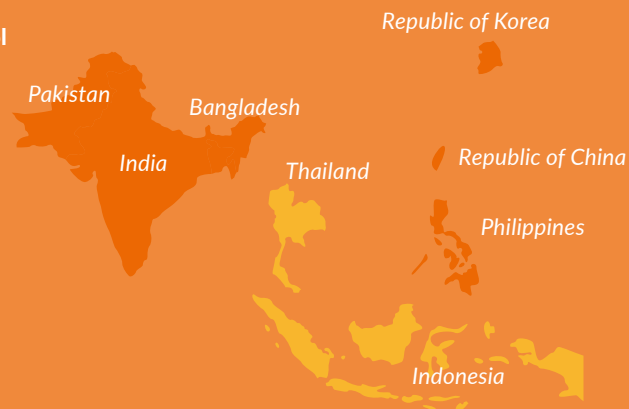 Republic of Korea
Pakistan
Bangladesh
Republic of China
India
Thailand
Philippines
Indonesia